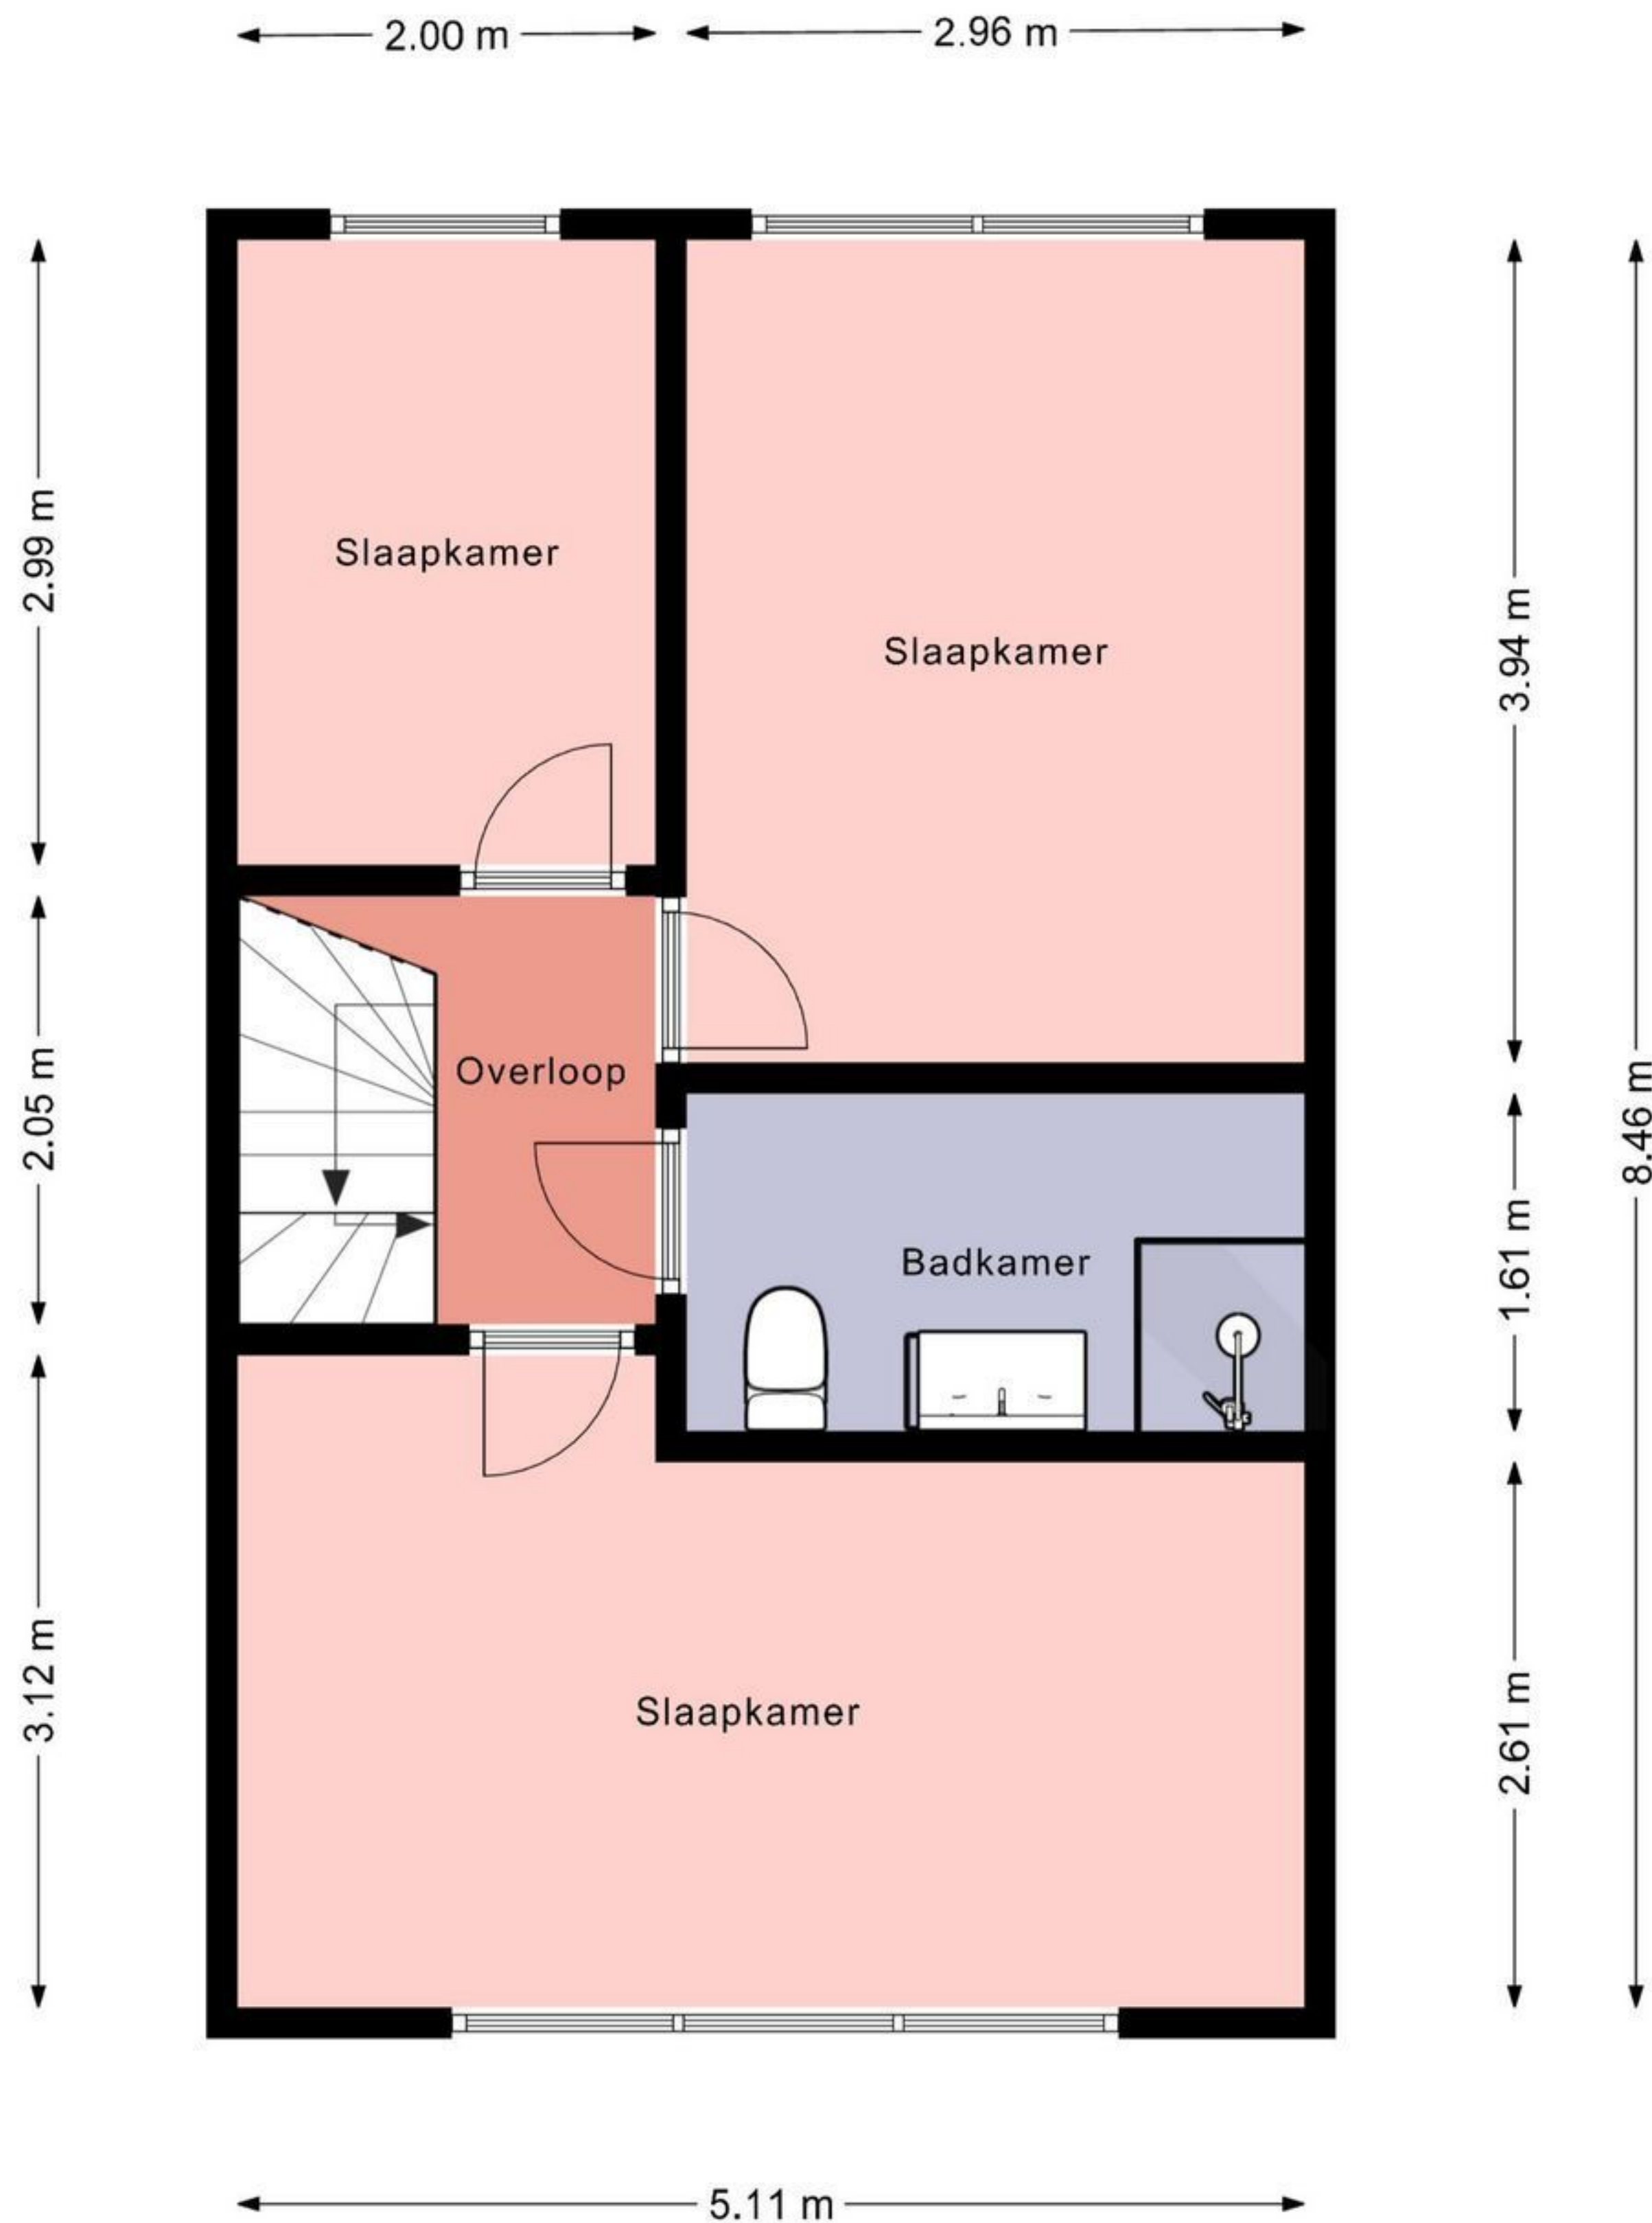 2.00 m
2.96 m
Slaapkamer
2.99 m
3.94 m
Slaapkamer
Overloop
2.05 m
8.46 m
Badkamer
1.61 m
3.12 m
2.61 m
Slaapkamer
5.11 m